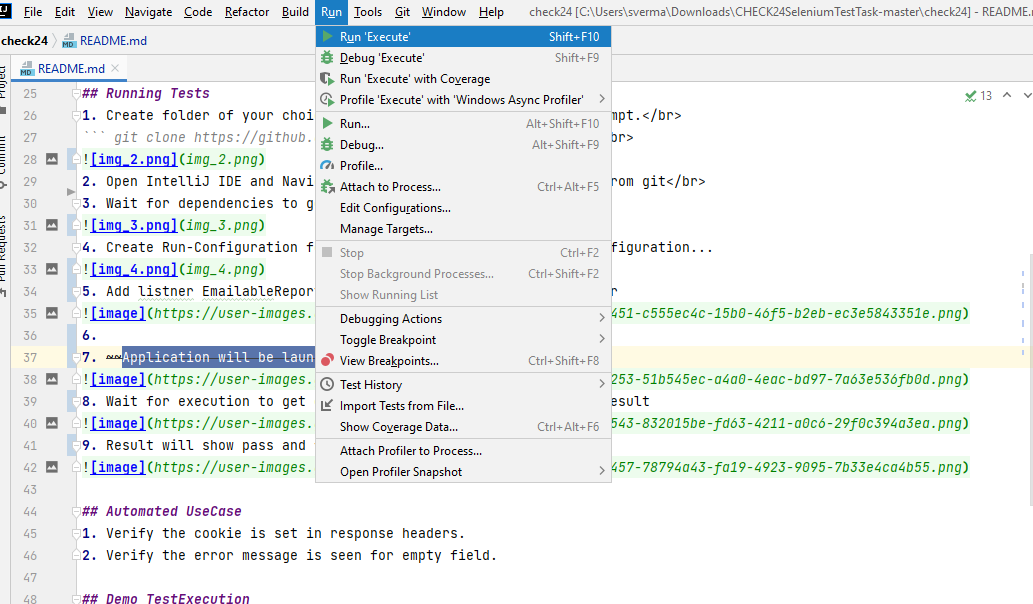 File Edit View Navigate Code Refactor Build Run Tools Git Window Help check24 [C:\Users\sverma\Downloads\CHECK24SeleniumTestTask-master\check24] - README.
check24 README.md
README.md
Project
Commit
Pull Requests
13
25 ## Running Tests
26 1. Create folder of your choi mpt.</br>
27 ``` git clone https://github. br>
28 ![img_2.png](img_2.png)
29 2. Open IntelliJ IDE and Navi rom git</br>
30 3. Wait for dependencies to g
31 ![img_3.png](img_3.png)
32 4. Create Run-Configuration f figuration...
33 ![img_4.png](img_4.png)
34 5. Add listner EmailableRepor r
35 ![image](https://user-images. 451-c555ec4c-15b0-46f5-b2eb-ec3e5843351e.png)
36 6.
37 7. ~~Application will be laun
38 ![image](https://user-images. 253-51b545ec-a4a0-4eac-bd97-7a63e536fb0d.png)
39 8. Wait for execution to get esult
40 ![image](https://user-images. 543-832015be-fd63-4211-a0c6-29f0c394a3ea.png)
41 9. Result will show pass and
42 ![image](https://user-images. 457-78794a43-fa19-4923-9095-7b33e4ca4b55.png)
43
44 ## Automated UseCase
45 1. Verify the cookie is set in response headers.
46 2. Verify the error message is seen for empty field.
47
48 ## Demo TestExecution
Run 'Execute' Shift+F10
Debug 'Execute' Shift+F9
Run 'Execute' with Coverage
Profile 'Execute' with 'Windows Async Profiler'
Run... Alt+Shift+F10
Debug... Alt+Shift+F9
Profile...
Attach to Process... Ctrl+Alt+F5
Edit Configurations...
Manage Targets...
Stop Ctrl+F2
Stop Background Processes... Ctrl+Shift+F2
Show Running List
Debugging Actions
Toggle Breakpoint
View Breakpoints... Ctrl+Shift+F8
Test History
Import Tests from File...
Show Coverage Data... Ctrl+Alt+F6
Attach Profiler to Process...
Open Profiler Snapshot